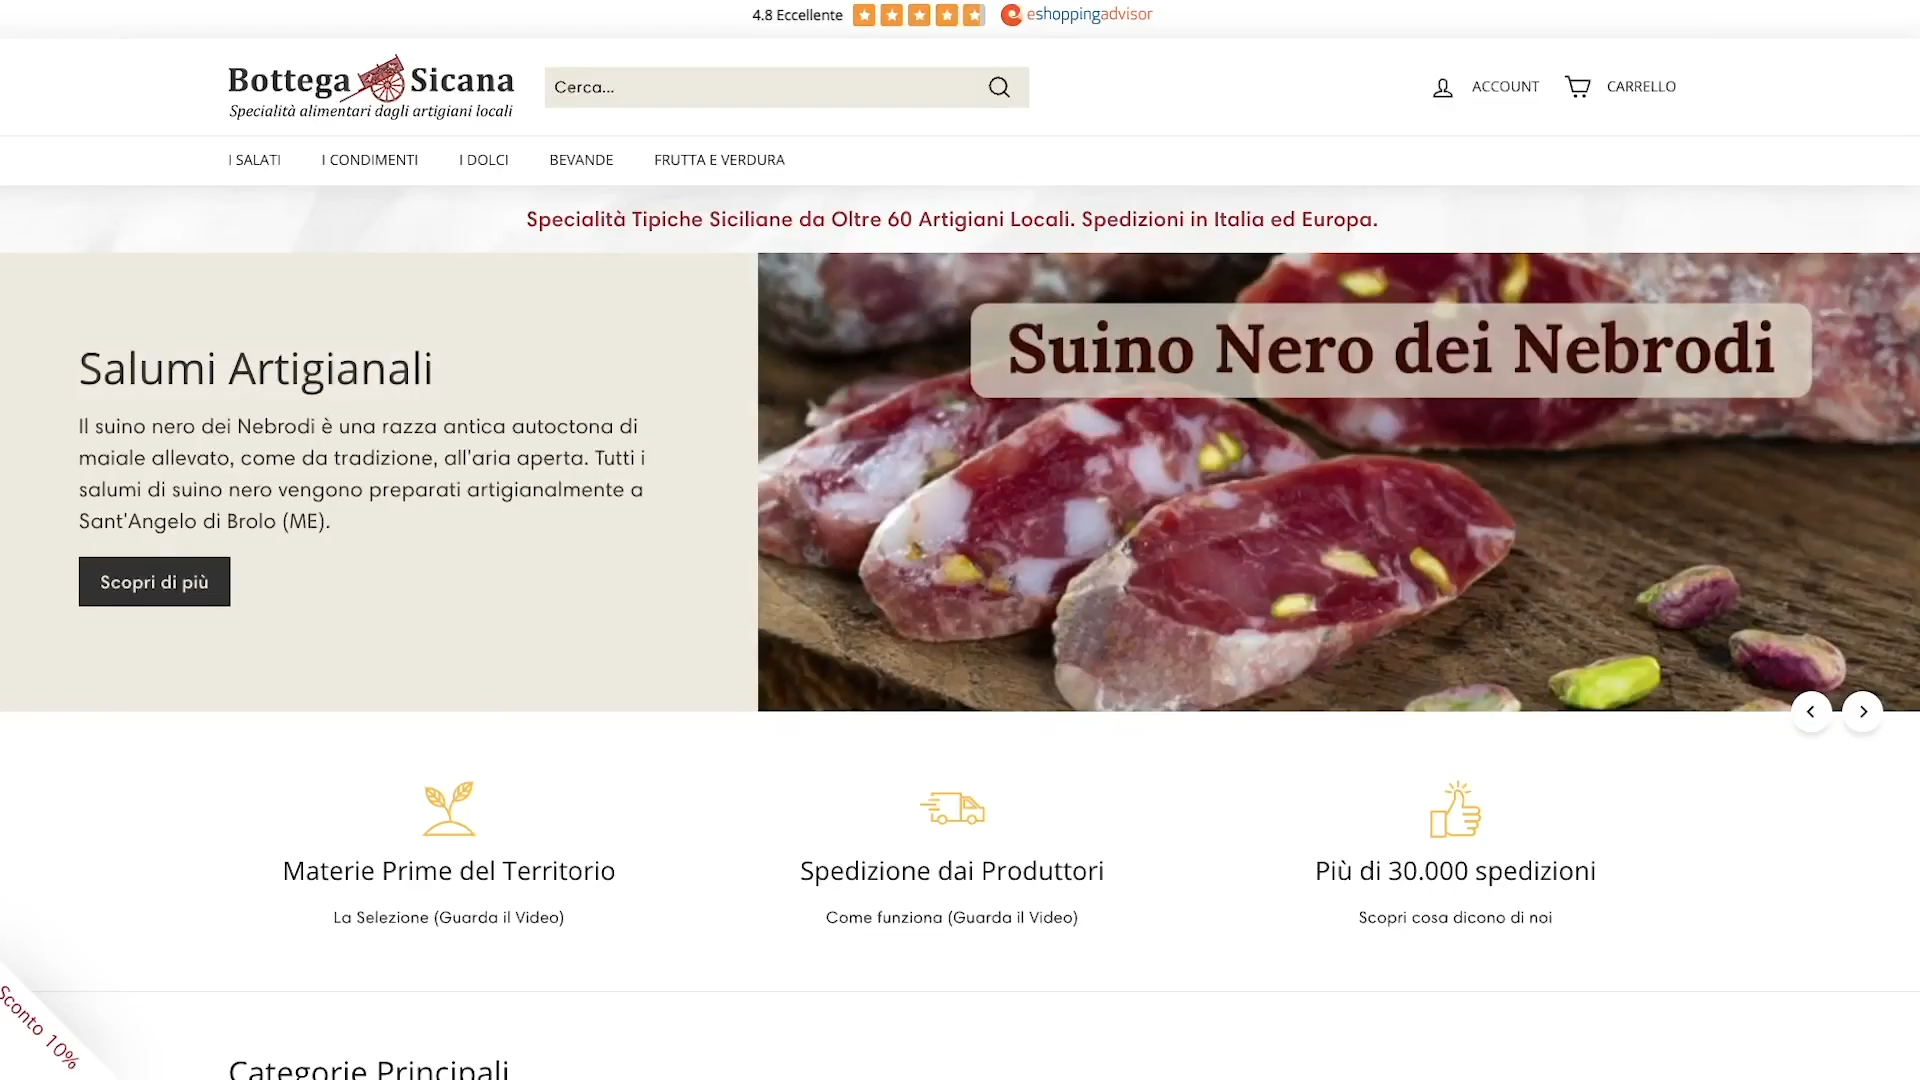 4.8 Eccellente
eshoppingadvisor
Bottega Sicana
Specialità alimentari dagli artigiani locali
Cerca...
ACCOUNT
CARRELLO
I SALATI
I CONDIMENTI
I DOLCI
BEVANDE
FRUTTA E VERDURA
Specialità Tipiche Siciliane da Oltre 60 Artigiani Locali. Spedizioni in Italia ed Europa.
Salumi Artigianali
Il suino nero dei Nebrodi è una razza antica autoctona di
maiale allevato, come da tradizione, all'aria aperta. Tutti i
salumi di suino nero vengono preparati artigianalmente a
Sant'Angelo di Brolo (ME).
Scopri di più
Suino Nero dei Nebrodi
Materie Prime del Territorio
La Selezione (Guarda il Video)
Spedizione dai Produttori
Come funziona (Guarda il Video)
Più di 30.000 spedizioni
Scopri cosa dicono di noi
Sconto 10%
Categorie Principali